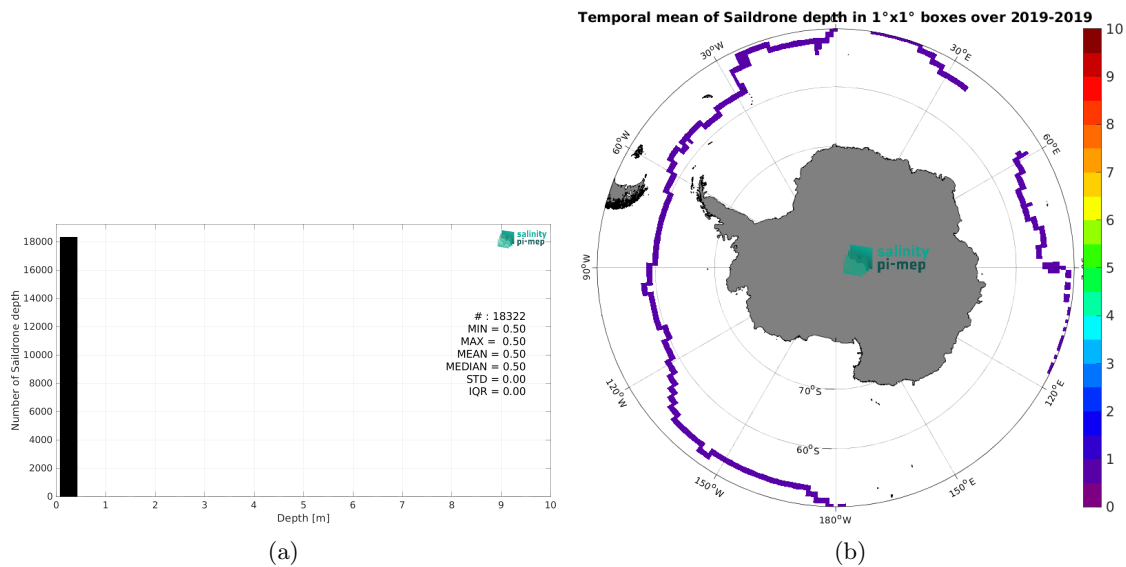 Temporal mean of Saildrone depth in 1°x1° boxes over 2019-2019
18000
16000
14000
12000
10000
8000
6000
4000
2000
0
Number of Saildrone depth
salinity
pi-mep
# : 18322
MIN = 0.50
MAX = 0.50
MEAN = 0.50
MEDIAN = 0.50
STD = 0.00
IQR = 0.00
0 1 2 3 4 5 6 7 8 9 10
Depth [m]
(a)
30°W
30°E
60°W
60°E
90°W
salinity
pi-mep
120°W
120°E
70°S
60°S
150°W
150°E
180°W
10
9
8
7
6
5
4
3
2
1
0
(b)